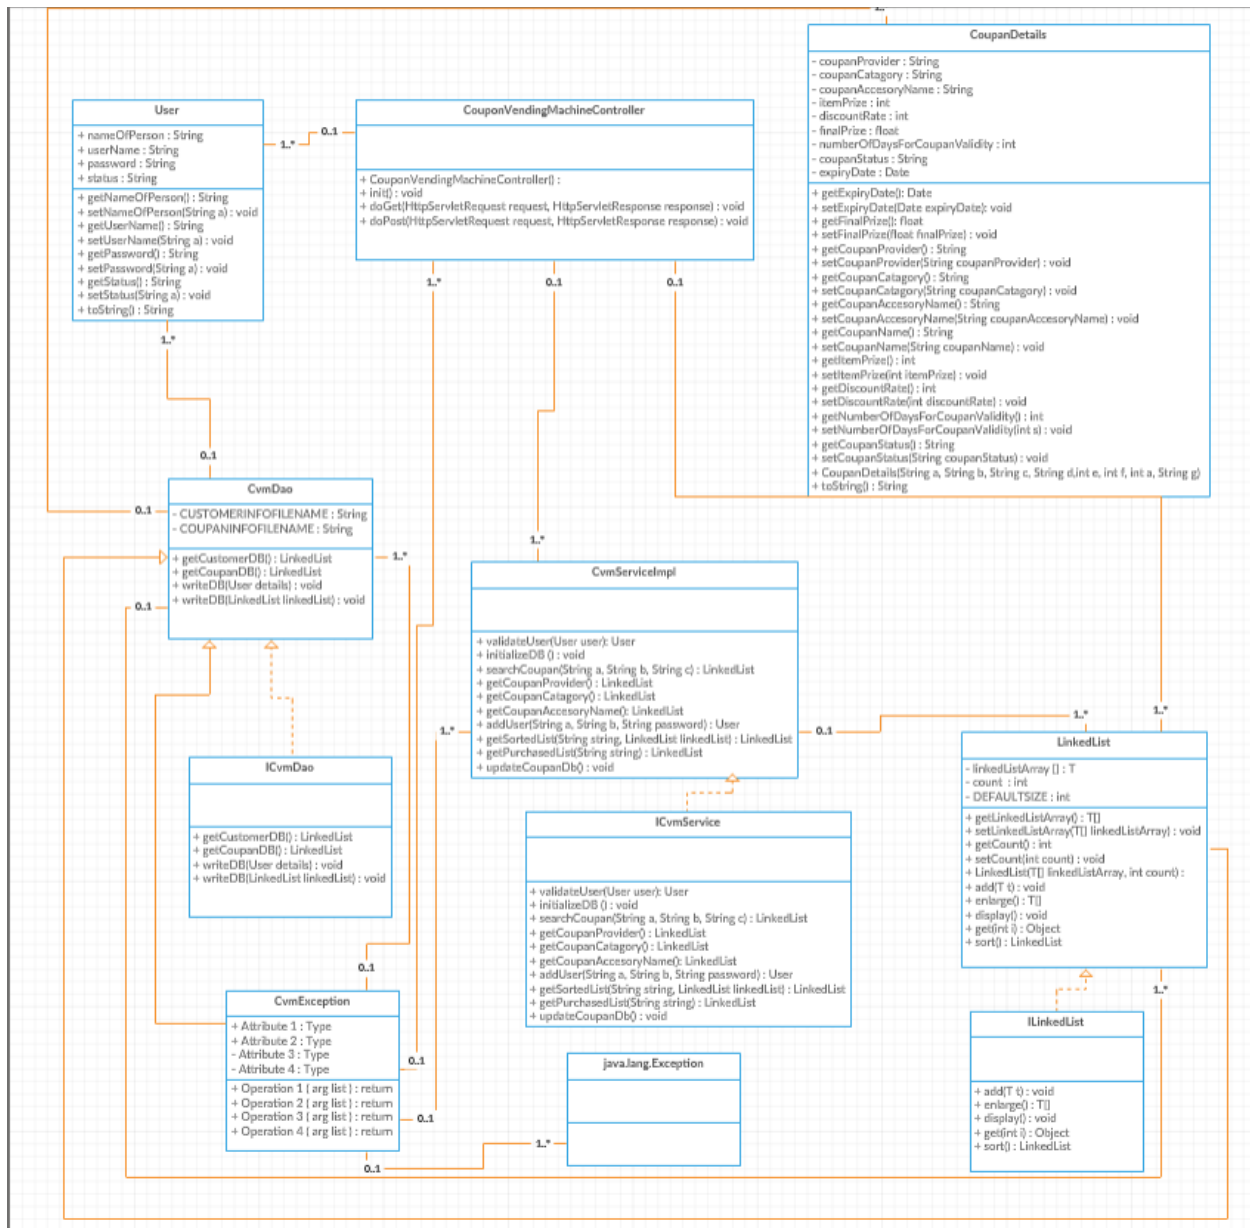 1..*
CoupanDetails
- coupanProvider : String
- coupanCatagory : String
- coupanAccesoryName : String
- itemPrize : int
- discountRate : int
- finalPrize : float
- numberOfDaysForCoupanValidity : int
- coupanStatus : String
- expiryDate : Date
+ getExpiryDate(): Date
+ setExpiryDate(Date expiryDate): void
+ getFinalPrize(): float
+ setFinalPrize(float finalPrize) : void
+ getCoupanProvider() : String
+ setCoupanProvider(String coupanProvider) : void
+ getCoupanCatagory() : String
+ setCoupanCatagory(String coupanCatagory) : void
+ getCoupanAccesoryName() : String
+ setCoupanAccesoryName(String coupanAccesoryName) : void
+ getCoupanName() : String
+ setCoupanName(String coupanName) : void
+ getItemPrize() : int
+ setItemPrize(int itemPrize) : void
+ getDiscountRate() : int
+ setDiscountRate(int discountRate) : void
+ getNumberOfDaysForCoupanValidity() : int
+ setNumberOfDaysForCoupanValidity(int s) : void
+ getCoupanStatus() : String
+ setCoupanStatus(String coupanStatus) : void
+ CoupanDetails(String a, String b, String c, String d,int e, int f, int a, String g)
+ toString() : String
User
+ nameOfPerson : String
+ userName : String
+ password : String
+ status : String
+ getNameOfPerson() : String
+ setNameOfPerson(String a) : void
+ getUserName() : String
+ setUserName(String a) : void
+ getPassword() : String
+ setPassword(String a) : void
+ getStatus() : String
+ setStatus(String a) : void
+ toString() : String
1..*
0..1
CouponVendingMachineController
+ CouponVendingMachineController() :
+ init() : void
+ doGet(HttpServletRequest request, HttpServletResponse response) : void
+ doPost(HttpServletRequest request, HttpServletResponse response) : void
1..*
0..1
0..1
1..*
0..1
CvmDao
- CUSTOMERINFOFILENAME : String
- COUPANINFOFILENAME : String
+ getCustomerDB() : LinkedList
+ getCoupanDB() : LinkedList
+ writeDB(User details) : void
+ writeDB(LinkedList linkedList) : void
0..1
0..1
1..*
1..*
CvmServiceImpl
+ validateUser(User user): User
+ initializeDB () : void
+ searchCoupan(String a, String b, String c) : LinkedList
+ getCoupanProvider() : LinkedList
+ getCoupanCatagory() : LinkedList
+ getCoupanAccesoryName(): LinkedList
+ addUser(String a, String b, String password) : User
+ getSortedList(String string, LinkedList linkedList) : LinkedList
+ getPurchasedList(String string) : LinkedList
+ updateCoupanDb() : void
1..*
0..1
1..*
1..*
LinkedList
- linkedListArray [] : T
- count : int
- DEFAULTSIZE : int
+ getLinkedListArray() : T[]
+ setLinkedListArray(T[] linkedListArray) : void
+ getCount() : int
+ setCount(int count) : void
+ LinkedList(T[] linkedListArray, int count) :
+ add(T t) : void
+ enlarge() : T[]
+ display() : void
+ get(int i) : Object
+ sort() : LinkedList
1..*
ICvmDao
+ getCustomerDB() : LinkedList
+ getCoupanDB() : LinkedList
+ writeDB(User details) : void
+ writeDB(LinkedList linkedList) : void
ICvmService
+ validateUser(User user): User
+ initializeDB () : void
+ searchCoupan(String a, String b, String c) : LinkedList
+ getCoupanProvider() : LinkedList
+ getCoupanCatagory() : LinkedList
+ getCoupanAccesoryName(): LinkedList
+ addUser(String a, String b, String password) : User
+ getSortedList(String string, LinkedList linkedList) : LinkedList
+ getPurchasedList(String string) : LinkedList
+ updateCoupanDb() : void
0..1
CvmException
+ Attribute 1 : Type
+ Attribute 2 : Type
- Attribute 3 : Type
- Attribute 4 : Type
+ Operation 1 ( arg list ) : return
+ Operation 2 ( arg list ) : return
+ Operation 3 ( arg list ) : return
+ Operation 4 ( arg list ) : return
0..1
0..1
0..1
1..*
java.lang.Exception
ILinkedList
+ add(T t) : void
+ enlarge() : T[]
+ display() : void
+ get(int i) : Object
+ sort() : LinkedList